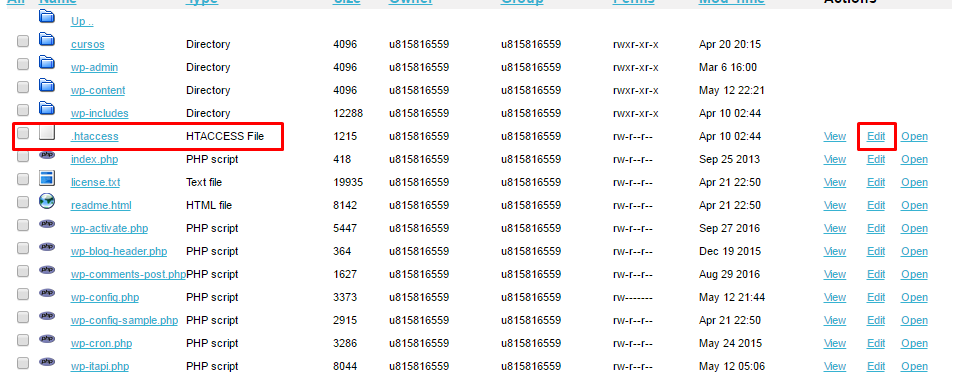 All Name Type Size Owner Group Perms Mod Time Actions
Up ..
cursos Directory 4096 u815816559 u815816559 rwxr-xr-x Apr 20 20:15
wp-admin Directory 4096 u815816559 u815816559 rwxr-xr-x Mar 6 16:00
wp-content Directory 4096 u815816559 u815816559 rwxr-xr-x May 12 22:21
wp-includes Directory 12288 u815816559 u815816559 rwxr-xr-x Apr 10 02:44
.htaccess HTACCESS File 1215 u815816559 u815816559 rw-r--r-- Apr 10 02:44 View Edit Open
php index.php PHP script 418 u815816559 u815816559 rw-r--r-- Sep 25 2013 View Edit Open
license.txt Text file 19935 u815816559 u815816559 rw-r--r-- Apr 21 22:50 View Edit Open
readme.html HTML file 8142 u815816559 u815816559 rw-r--r-- Apr 21 22:50 View Edit Open
php wp-activate.php PHP script 5447 u815816559 u815816559 rw-r--r-- Sep 27 2016 View Edit Open
php wp-blog-header.php PHP script 364 u815816559 u815816559 rw-r--r-- Dec 19 2015 View Edit Open
php wp-comments-post.php PHP script 1627 u815816559 u815816559 rw-r--r-- Aug 29 2016 View Edit Open
php wp-config.php PHP script 3373 u815816559 u815816559 rw------- May 12 21:44 View Edit Open
php wp-config-sample.php PHP script 2915 u815816559 u815816559 rw-r--r-- Apr 21 22:50 View Edit Open
php wp-cron.php PHP script 3286 u815816559 u815816559 rw-r--r-- May 24 2015 View Edit Open
php wp-itapi.php PHP script 8044 u815816559 u815816559 rw-r--r-- May 12 05:06 View Edit Open